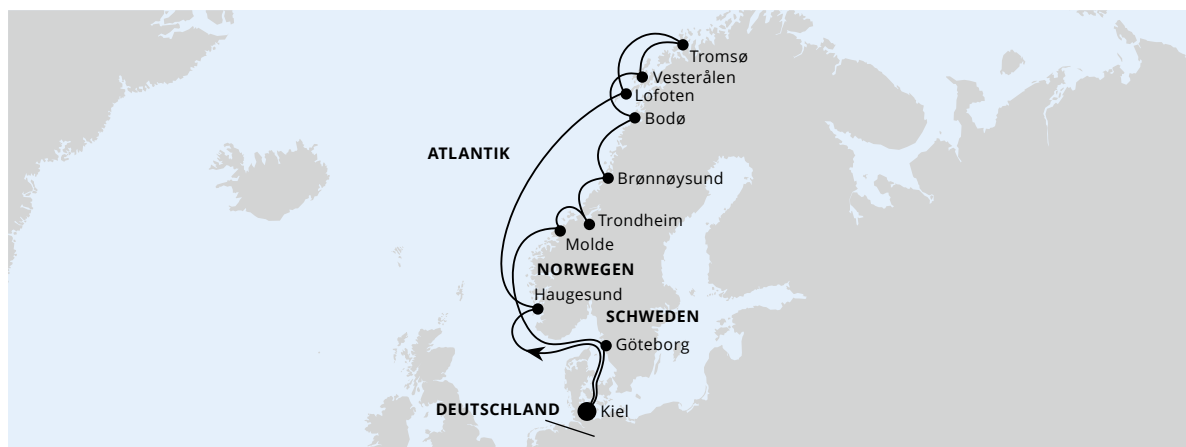 Tromsø
Vesterålen
Lofoten
Bodø
ATLANTIK
Brønnøysund
Trondheim
Molde
NORWEGEN
Haugesund
SCHWEDEN
Göteborg
DEUTSCHLAND
Kiel